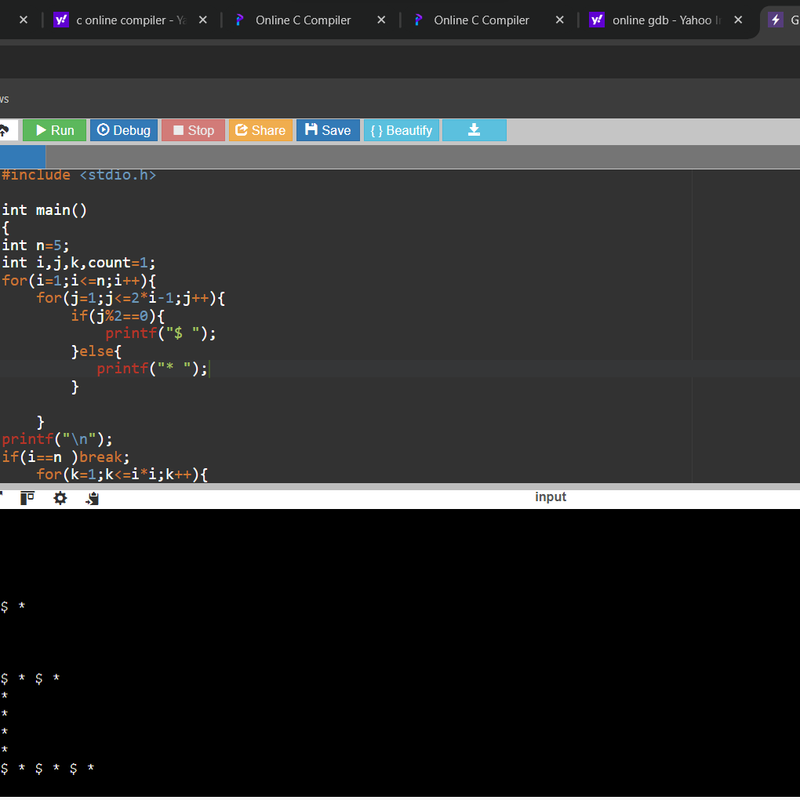 c online compiler - Ya
Online C Compiler
Online C Compiler
online gdb - Yahoo In
G
ws
Run
Debug
Stop
Share
Save
{ } Beautify
#include <stdio.h>
int main()
{
int n=5;
int i,j,k,count=1;
for(i=1;i<=n;i++){
for(j=1;j<=2*i-1;j++){
if(j%2==0){
printf("$ ");
}else{
printf("* ");
}
}
printf("\n");
if(i==n )break;
for(k=1;k<=i*i;k++){
input
$ *
$ * $ *
*
*
*
*
$ * $ * $ *